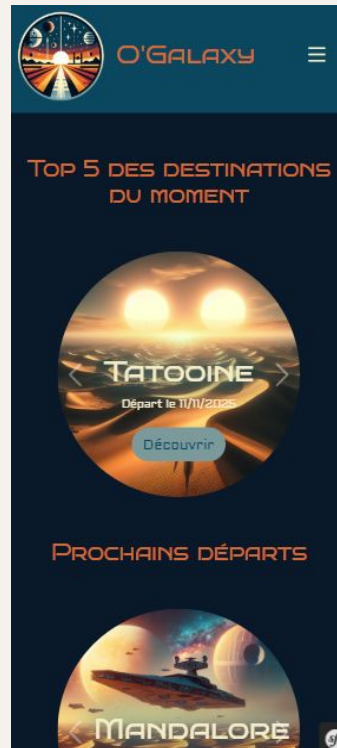 O'Galaxy
Top 5 des destinations
du moment
Tatooine
Départ le 11/11/2025
Découvrir
Prochains départs
Mandalore